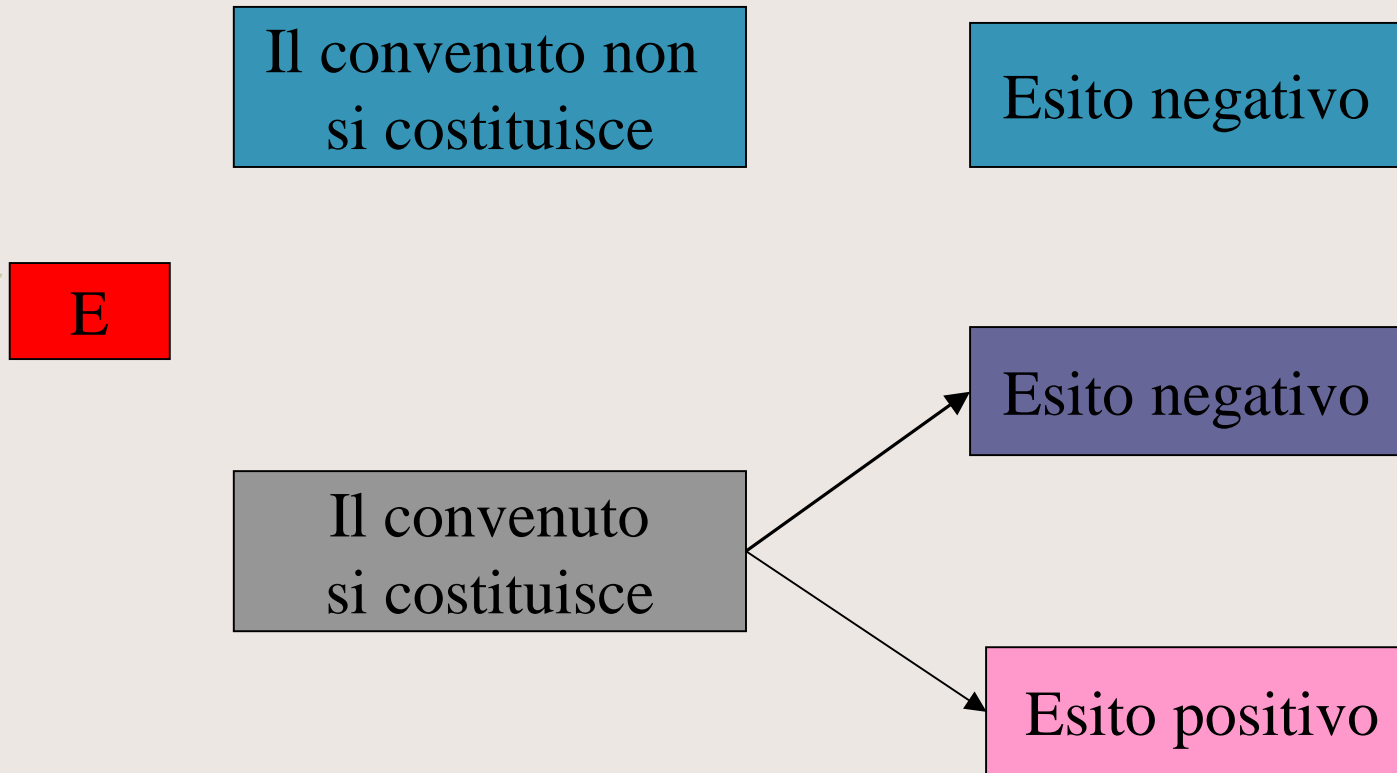 Il convenuto non
si costituisce
Esito negativo
E
Esito negativo
Il convenuto
si costituisce
Esito positivo